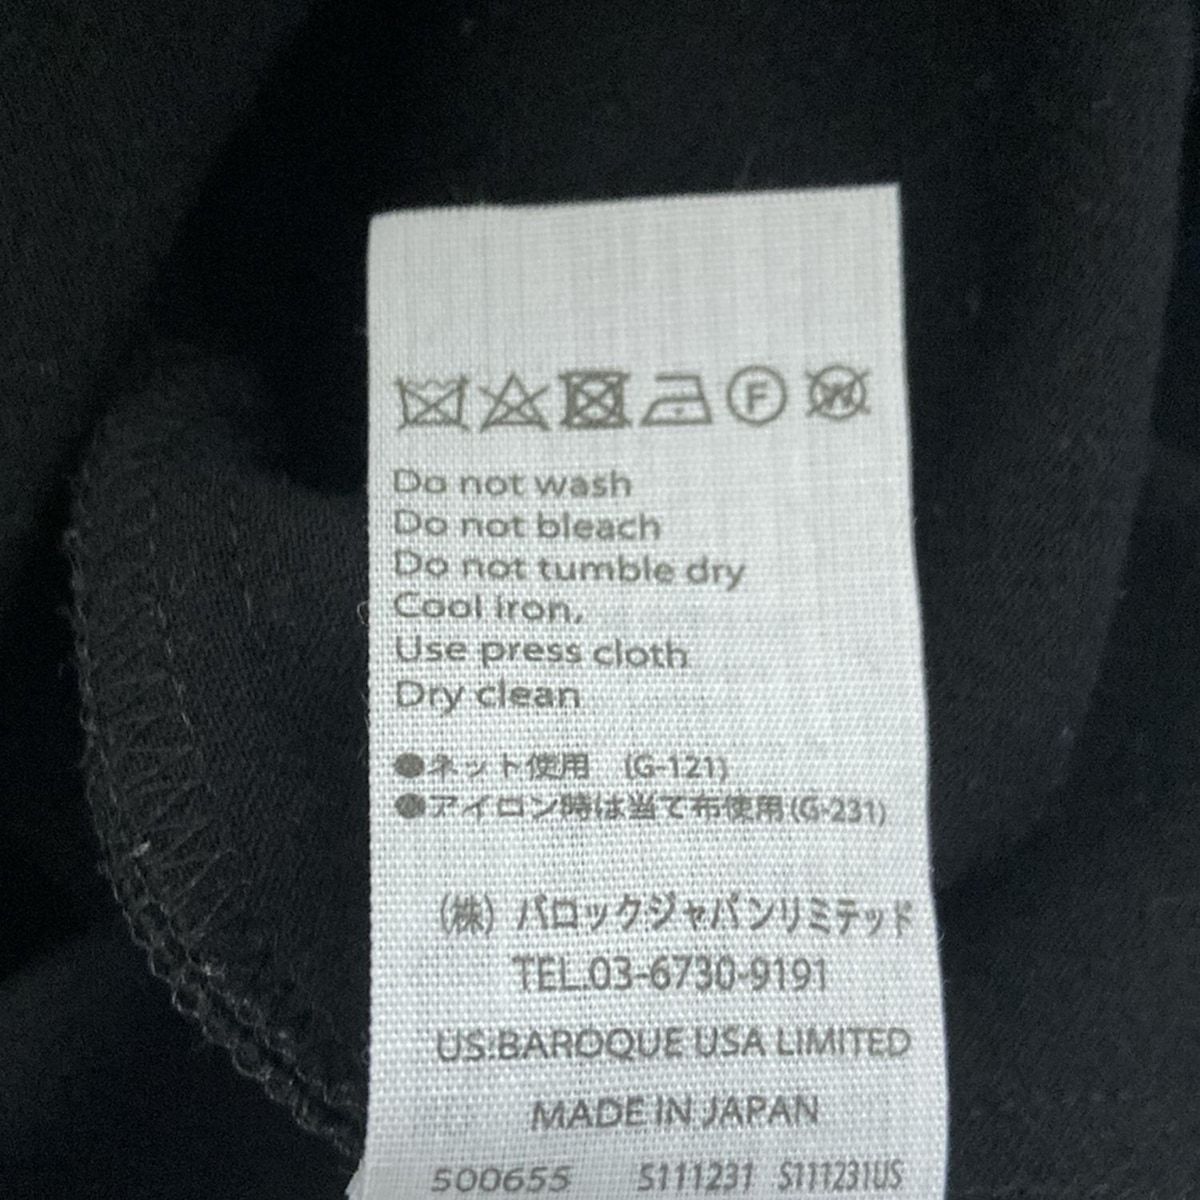 F W
Do not wash
Do not bleach
Do not tumble dry
Cool iron,
Use press cloth
Dry clean
●ネット使用 (G-121)
●アイロン時は当て布使用(G-231)
(株) バロックジャパンリミテッド
TEL.03-6730-9191
US:BAROQUE USA LIMITED
MADE IN JAPAN
500655 S111231 S111231US